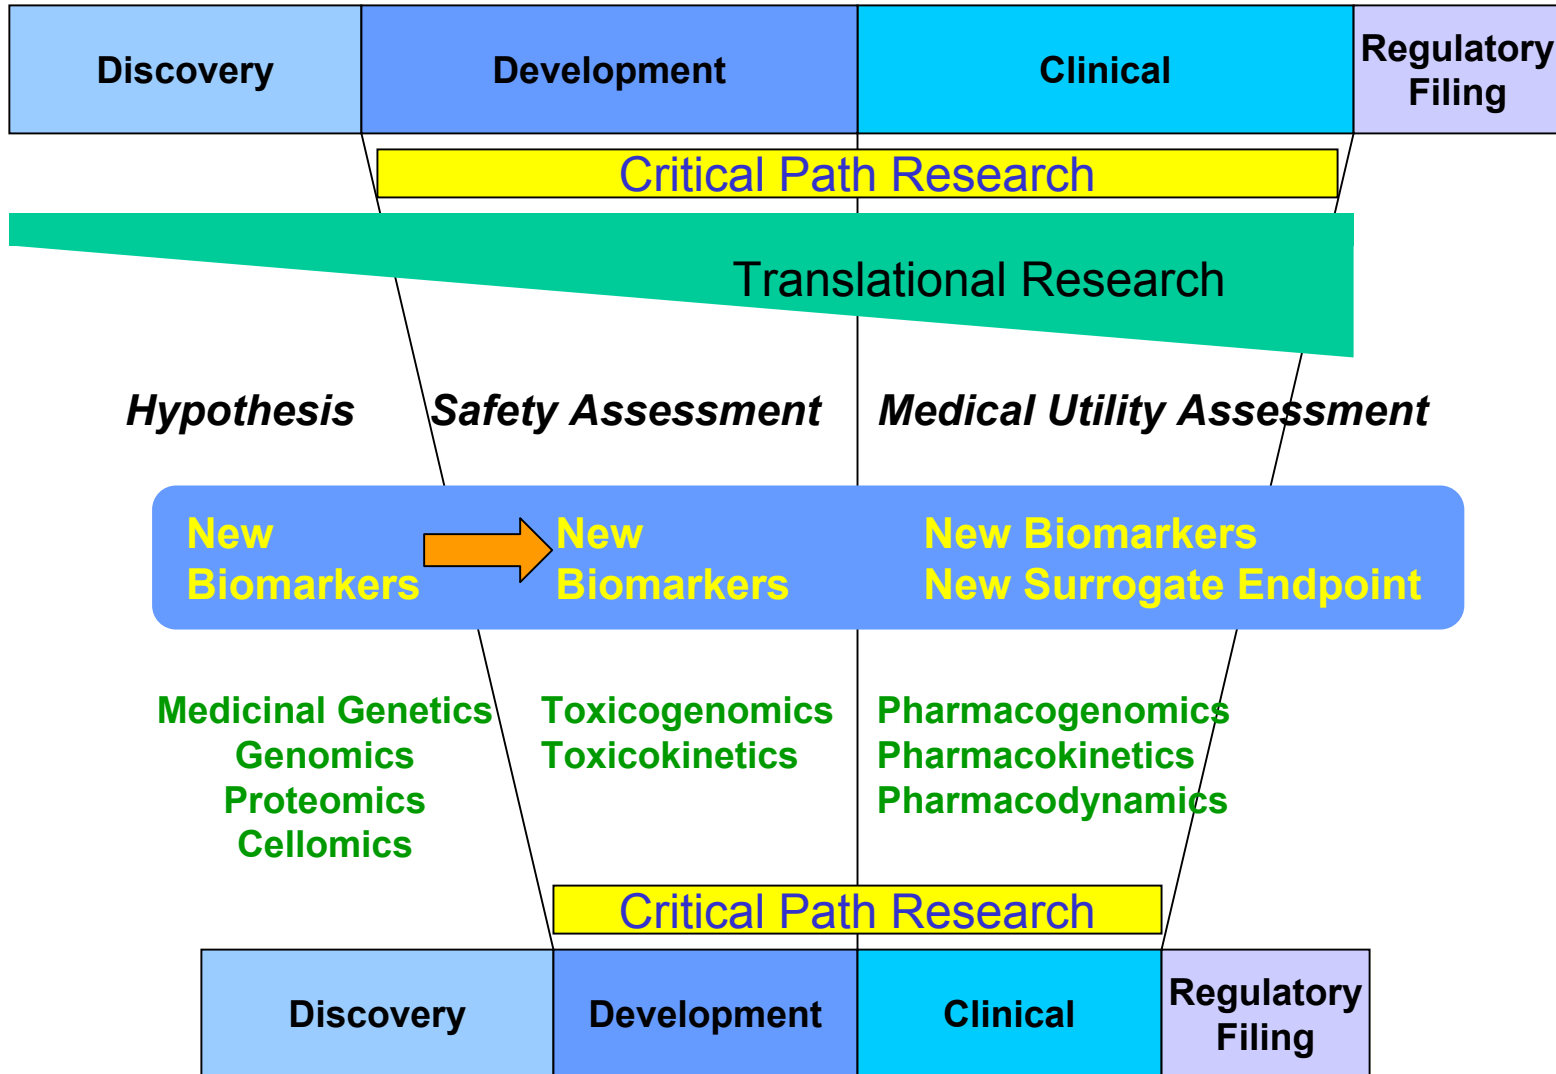 Discovery
Development
Clinical
Regulatory
Filing
Critical Path Research
Translational Research
Hypothesis
Safety Assessment
Medical Utility Assessment
New
Biomarkers
New
Biomarkers
New Biomarkers
New Surrogate Endpoint
Medicinal Genetics
Genomics
Proteomics
Cellomics
Toxicogenomics
Toxicokinetics
Pharmacogenomics
Pharmacokinetics
Pharmacodynamics
Critical Path Research
Discovery
Development
Clinical
Regulatory
Filing